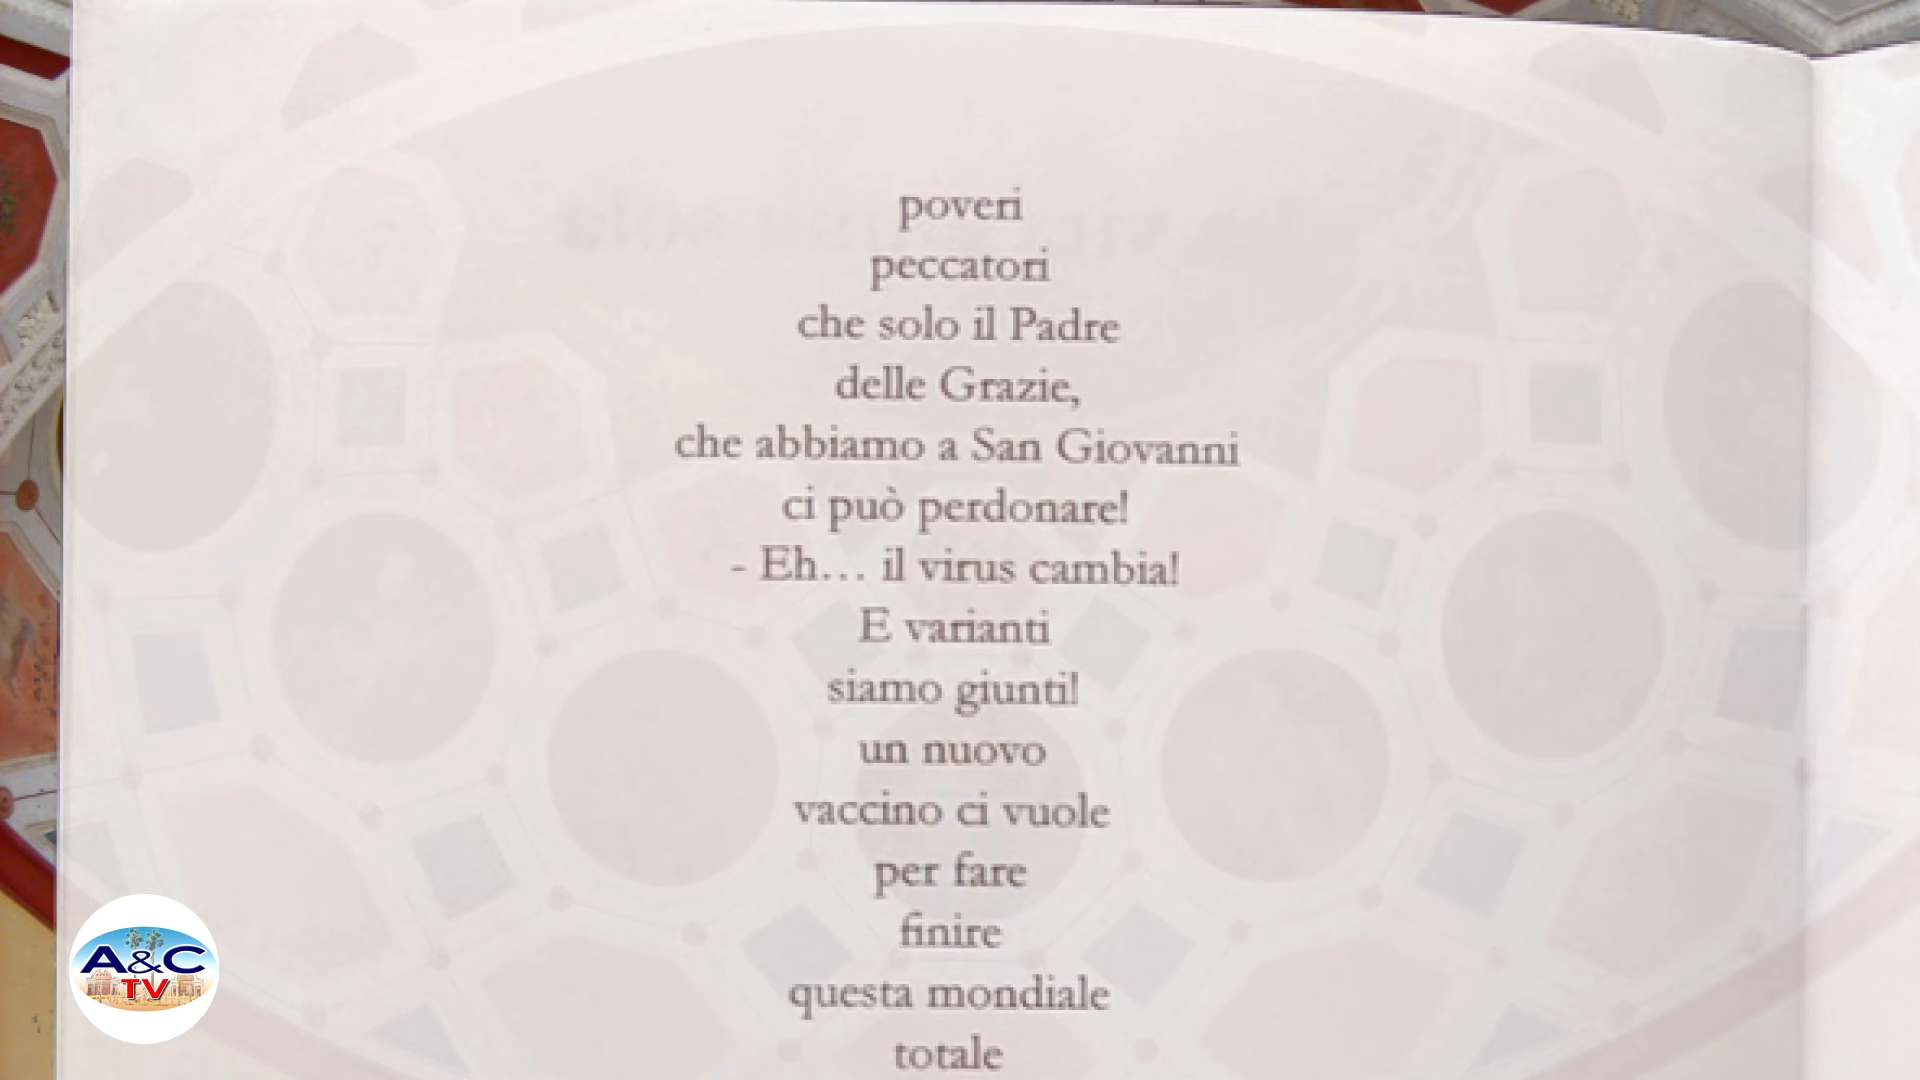 poveri
peccatori
che solo il Padre
delle Grazie,
che abbiamo a San Giovanni
ci può perdonare!
- Eh... il virus cambia!
E varianti
siamo giunti!
un nuovo
vaccino ci vuole
per fare
finire
questa mondiale
totale
A&C
TV